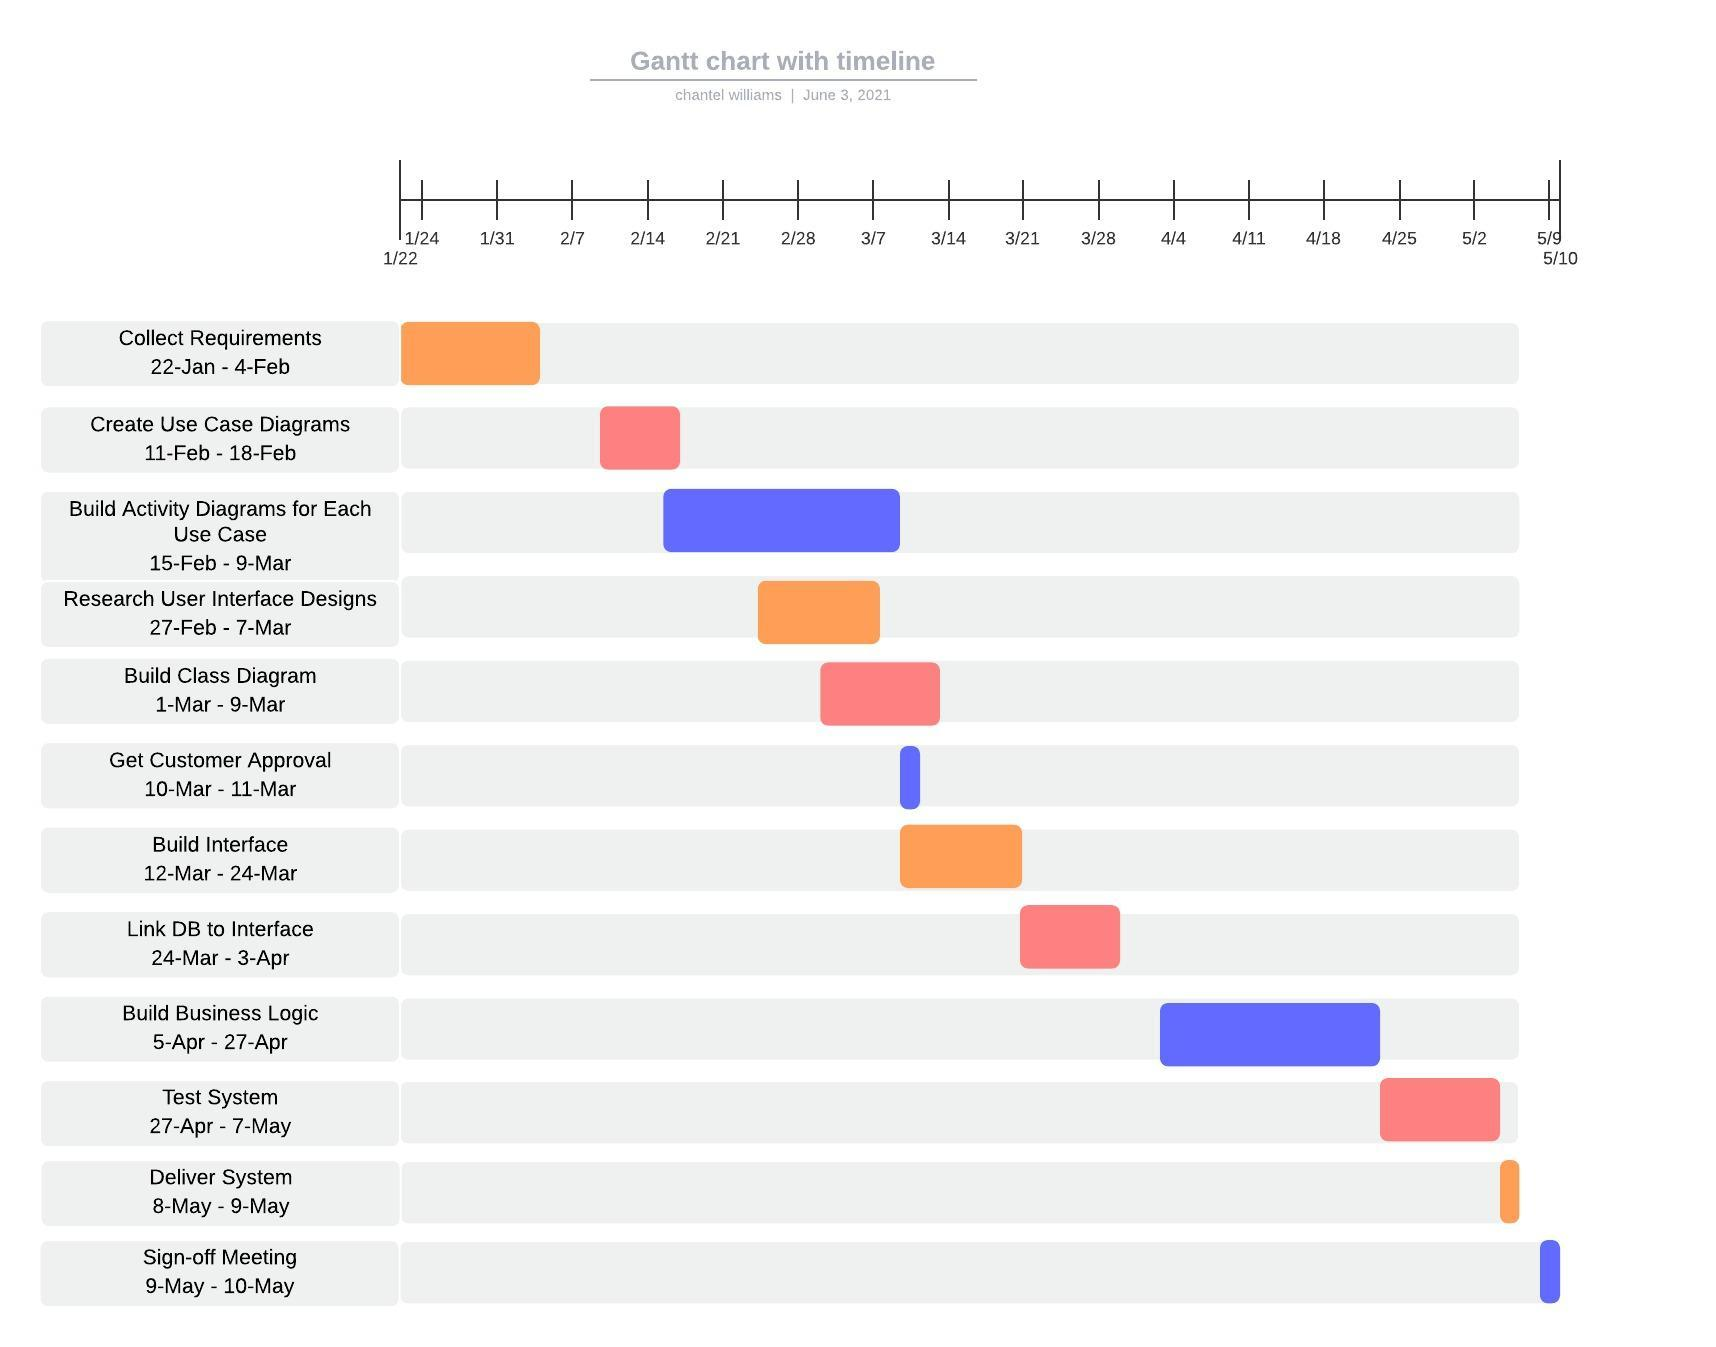 Gantt chart with timeline
chantel williams | June 3, 2021
1/24 1/31 2/7 2/14 2/21 2/28 3/7 3/14 3/21 3/28 4/4 4/11 4/18 4/25 5/2 5/9
1/22 5/10
Collect Requirements
22-Jan - 4-Feb
Create Use Case Diagrams
11-Feb - 18-Feb
Build Activity Diagrams for Each
Use Case
15-Feb - 9-Mar
Research User Interface Designs
27-Feb - 7-Mar
Build Class Diagram
1-Mar - 9-Mar
Get Customer Approval
10-Mar - 11-Mar
Build Interface
12-Mar - 24-Mar
Link DB to Interface
24-Mar - 3-Apr
Build Business Logic
5-Apr - 27-Apr
Test System
27-Apr - 7-May
Deliver System
8-May - 9-May
Sign-off Meeting
9-May - 10-May